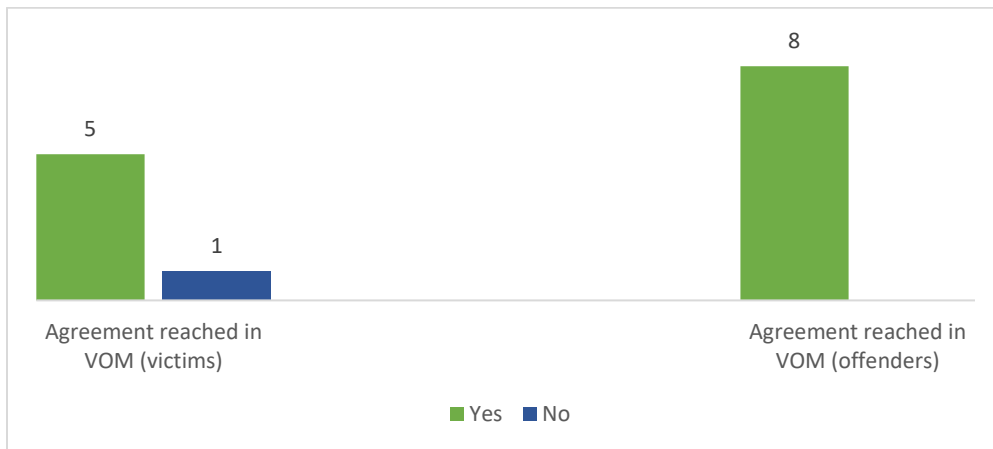 8
5
1
Agreement reached in
VOM (victims)
Agreement reached in
VOM (offenders)
Yes No